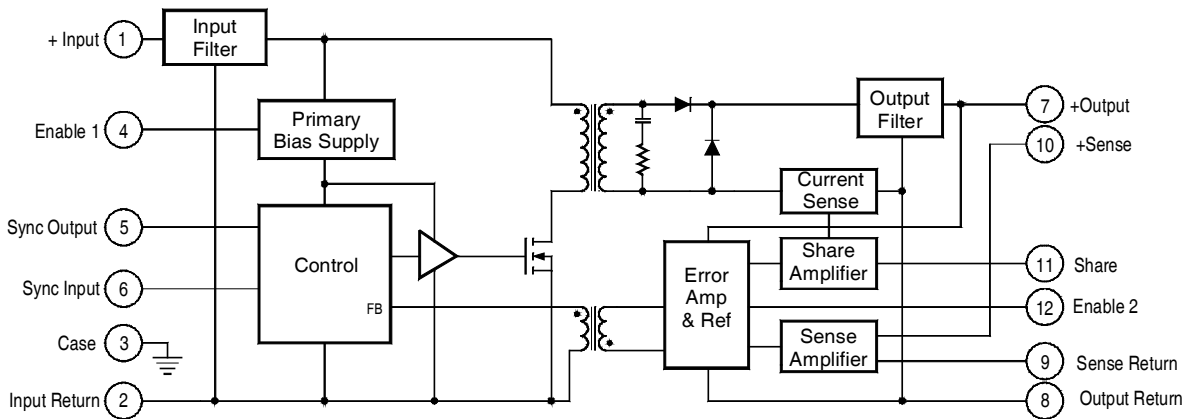 + Input
1
Input
Filter
Enable 1
4
Primary
Bias Supply
Sync Output
5
Sync Input
6
Control
FB
Case
3
Input Return
2
Output
Filter
7
+Output
10
+Sense
Current
Sense
Share
Amplifier
11
Share
Error
Amp
& Ref
12
Enable 2
Sense
Amplifier
9
Sense Return
8
Output Return